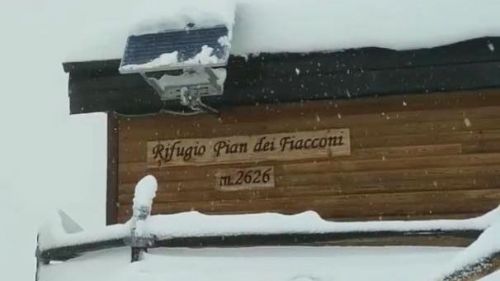 Rifugio Pian dei Fiacconi
m.2626